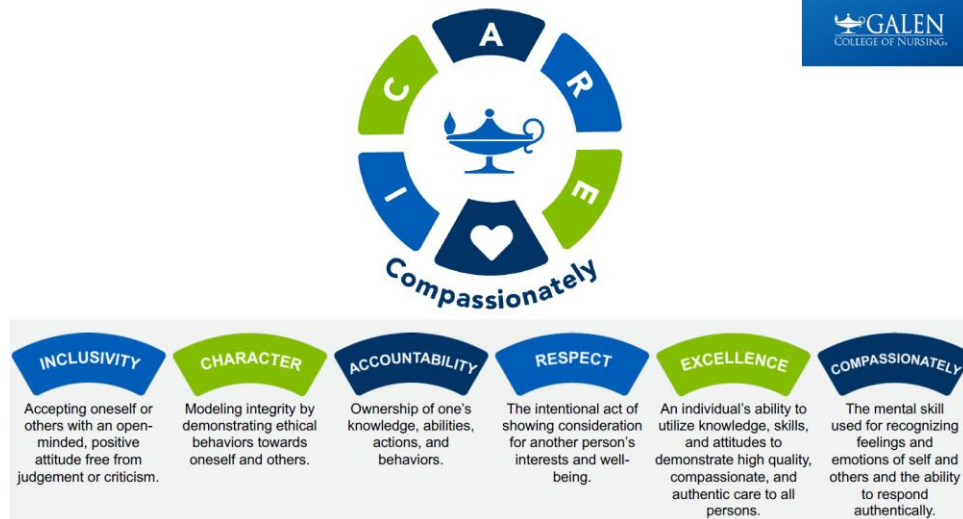 GALEN
COLLEGE OF NURSING®
I
C
A
R
E
Compassionately
INCLUSIVITY
Accepting oneself or
others with an open-
minded, positive
attitude free from
judgement or criticism.
CHARACTER
Modeling integrity by
demonstrating ethical
behaviors towards
oneself and others.
ACCOUNTABILITY
Ownership of one’s
knowledge, abilities,
actions, and
behaviors.
RESPECT
The intentional act of
showing consideration
for another person’s
interests and well-
being.
EXCELLENCE
An individual’s ability to
utilize knowledge, skills,
and attitudes to
demonstrate high quality,
compassionate, and
authentic care to all
persons.
COMPASSIONATELY
The mental skill
used for recognizing
feelings and
emotions of self and
others and the ability
to respond
authentically.